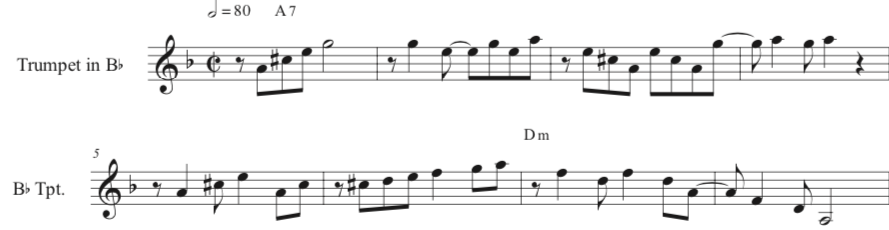 𝅗𝅥 = 80 A 7
Trumpet in B♭
5
D m
B♭ Tpt.